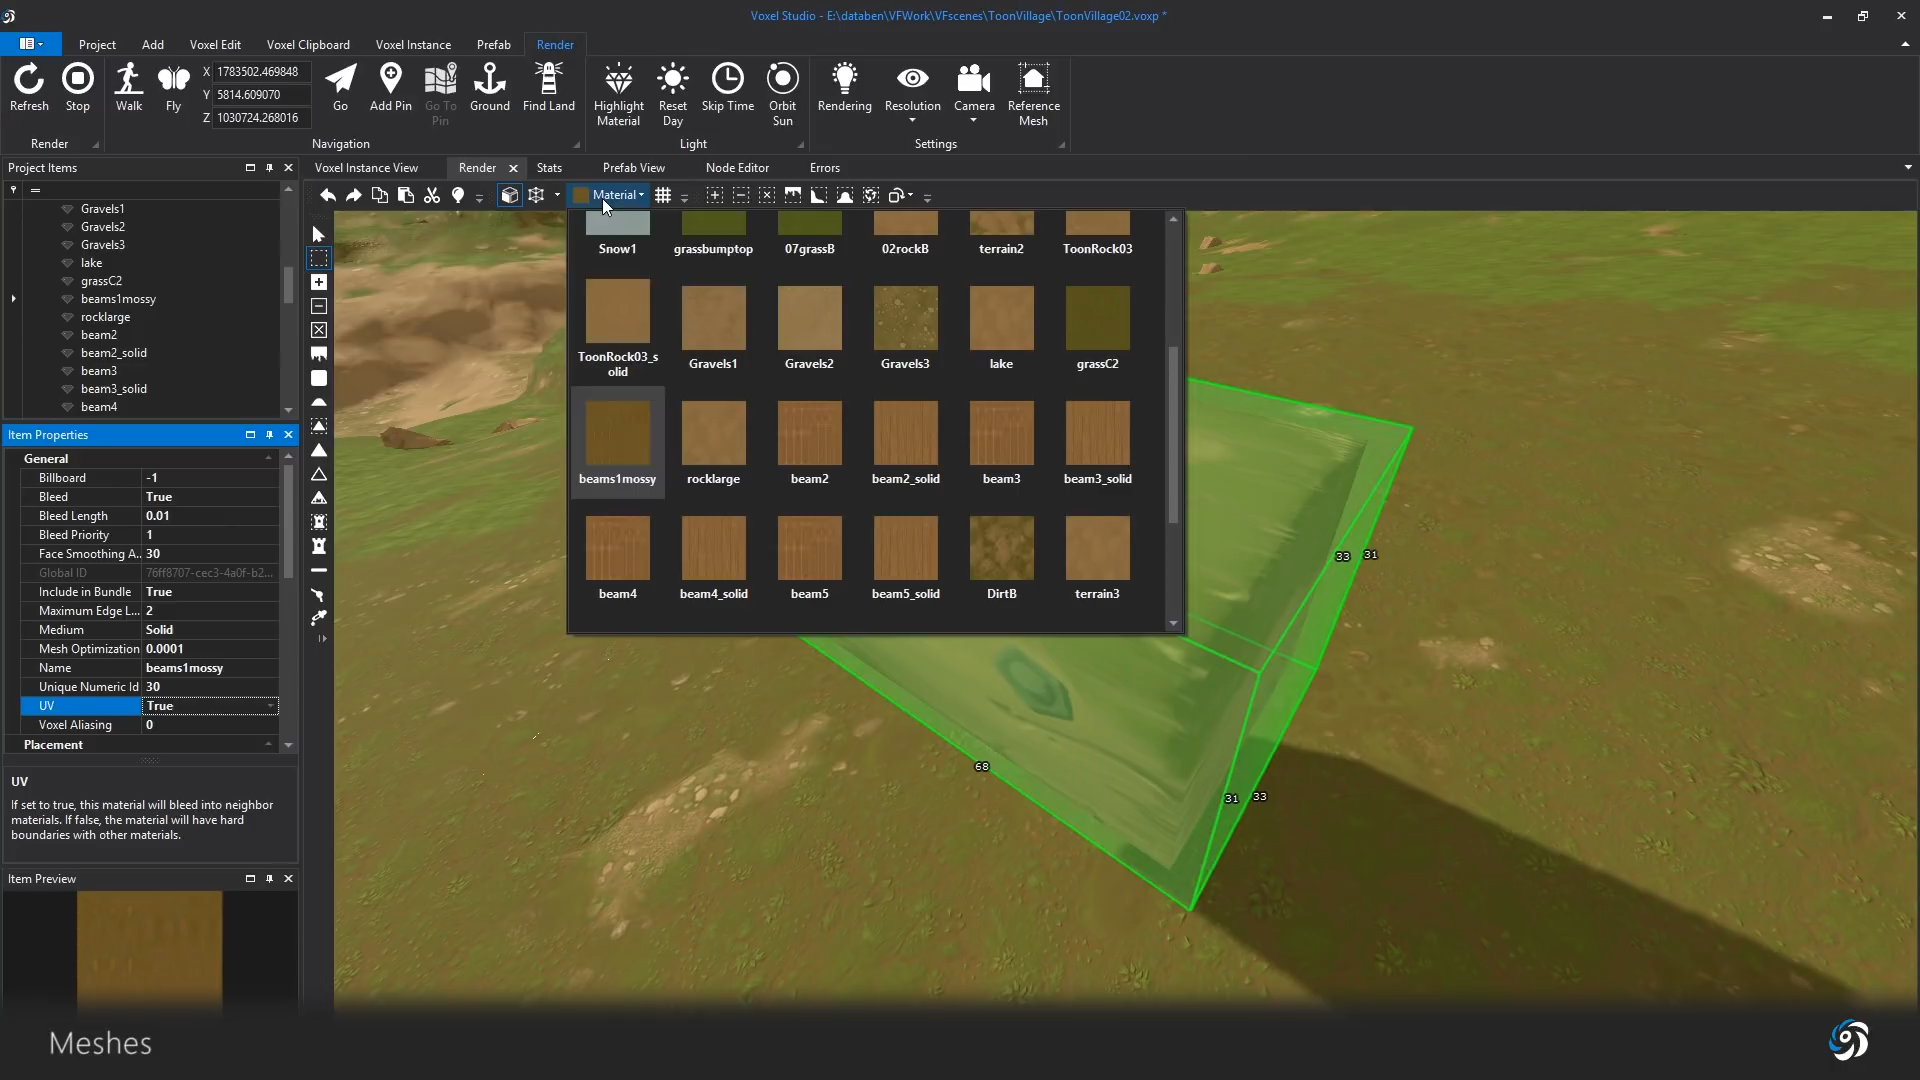 Voxel Studio - E:\databen\VFWork\VFscenes\ToonVillage\ToonVillage02.voxp *
Project Add Voxel Edit Voxel Clipboard Voxel Instance Prefab Render
Refresh Stop Walk Fly
X 1783502.469848
Y 5814.609070
Z 1030724.268016
Go Add Pin Go To Pin Ground Find Land
Highlight Material Reset Day Skip Time Orbit Sun
Rendering Resolution Camera Reference Mesh
Render Navigation Light Settings
Project Items
Voxel Instance View Render Stats Prefab View Node Editor Errors
Material
Gravels1
Gravels2
Gravels3
lake
grassC2
beams1mossy
rocklarge
beam2
beam2_solid
beam3
beam3_solid
beam4
Snow1 grassbumptop 07grassB 02rockB terrain2 ToonRock03
ToonRock03_s
olid
Gravels1 Gravels2 Gravels3 lake grassC2
beams1mossy rocklarge beam2 beam2_solid beam3 beam3_solid
beam4 beam4_solid beam5 beam5_solid DirtB terrain3
Item Properties
General
Billboard -1
Bleed True
Bleed Length 0.01
Bleed Priority 1
Face Smoothing A.. 30
Global ID 76ff8707-cec3-4a0f-b2...
Include in Bundle True
Maximum Edge L... 2
Medium Solid
Mesh Optimization 0.0001
Name beams1mossy
Unique Numeric Id 30
UV True
Voxel Aliasing 0
Placement
UV
If set to true, this material will bleed into neighbor
materials. If false, the material will have hard
boundaries with other materials.
Item Preview
33 31
68
31 33
Meshes